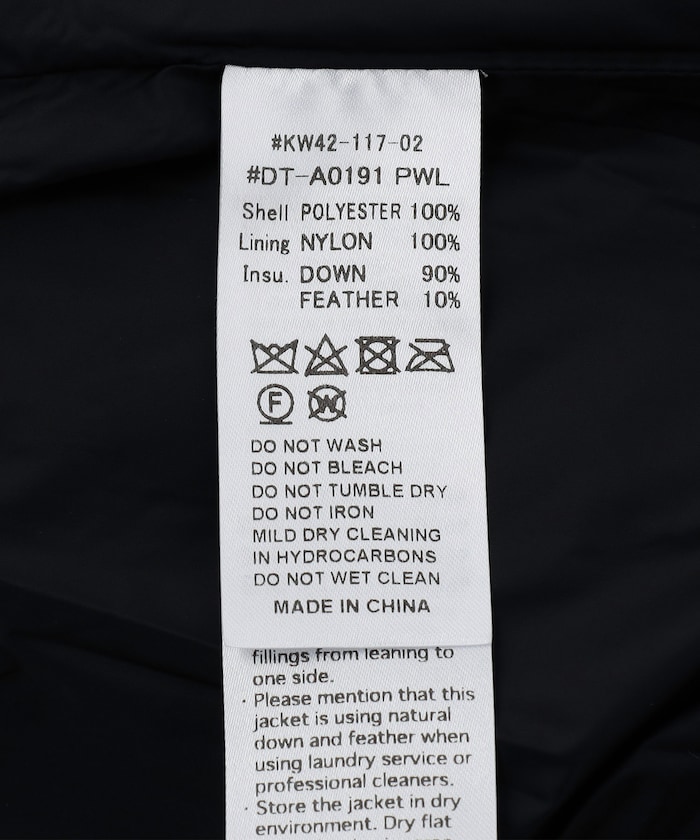 #KW42-117-02
#DT-A0191 PWL
Shell POLYESTER 100%
Lining NYLON 100%
Insu. DOWN 90%
FEATHER 10%
F W
DO NOT WASH
DO NOT BLEACH
DO NOT TUMBLE DRY
DO NOT IRON
MILD DRY CLEANING
IN HYDROCARBONS
DO NOT WET CLEAN
MADE IN CHINA
fillings from leaning to
one side.
· Please mention that this
jacket is using natural
down and feather when
using laundry service or
professional cleaners.
· Store the jacket in dry
environment. Dry flat